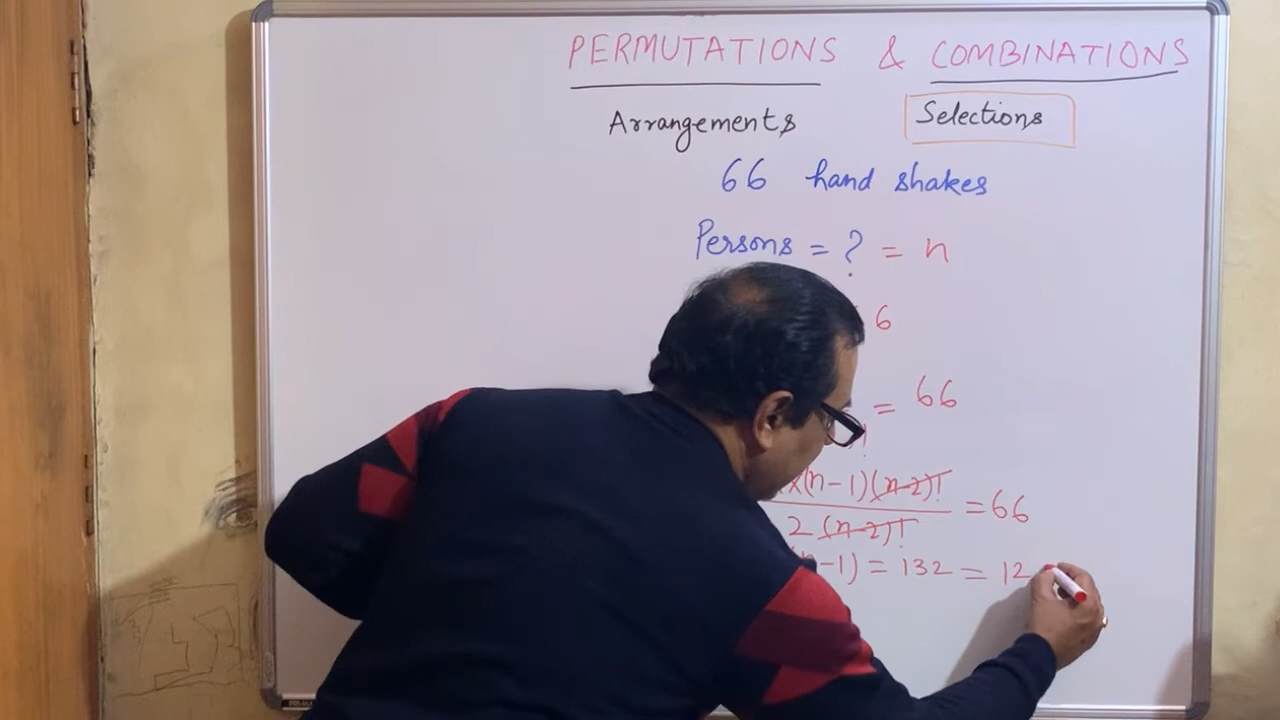 PERMUTATIONS & COMBINATIONS
Arrangements Selections
66 hand shakes
Persons = ? = n
6
= 66
(n-1)(n-2)! = 66
2 (n-2)!
-1) = 132 = 12